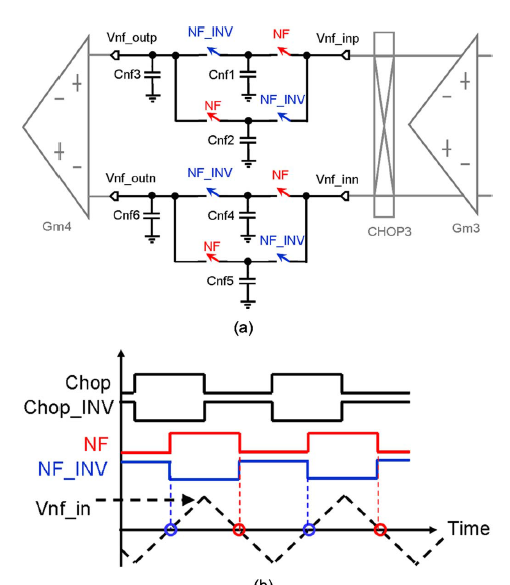 Vnf_outp
NF_INV
NF
Vnf_inp
Cnf3
Cnf1
NF
NF_INV
Cnf2
Vnf_outn
NF_INV
NF
Vnf_inn
Cnf6
Cnf4
NF
NF_INV
Cnf5
Gm4
CHOP3
Gm3
(a)
Chop
Chop_INV
NF
NF_INV
Vnf_in
Time
(b)